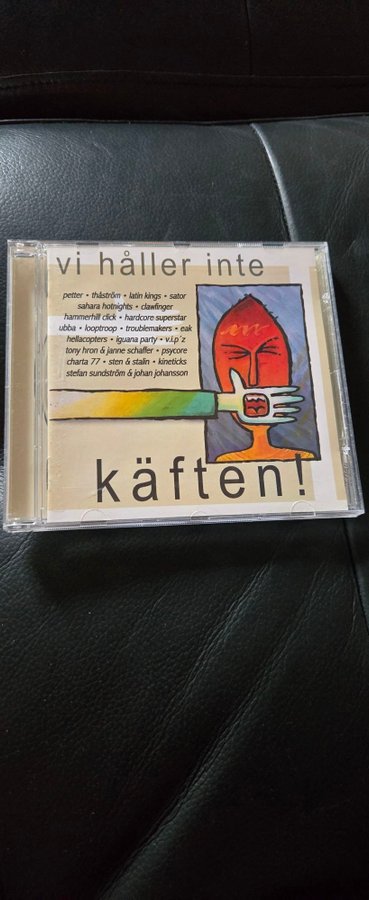 vi håller inte
petter • thåström • latin kings • sator
sahara hotnights • clawfinger
hammerhill click • hardcore superstar
ubba • looptroop • troublemakers • eak
hellacopters • iguana party • v.i.p´z
tony hron & janne schaffer • psycore
charta 77 • sten & stalin • kineticks
stefan sundström & johan johansson
käften!